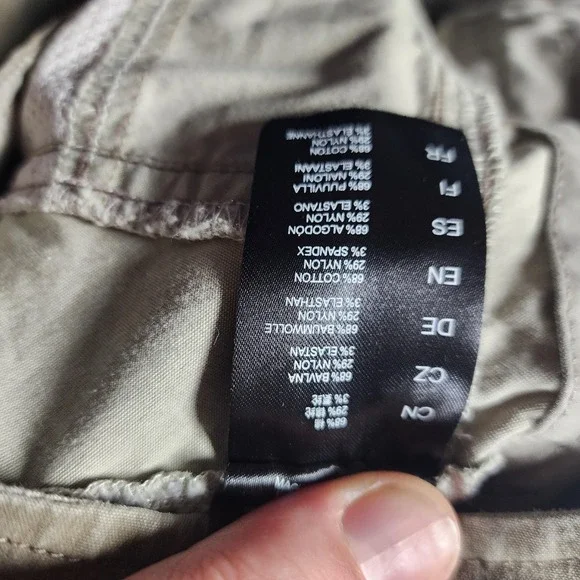 CN
68% 棉
29%
3%
CZ
68% BAVLNA
29% NYLON
3% ELASTAN
DE
68% BAUMWOLLE
29% NYLON
3% ELASTHAN
EN
68% COTTON
29% NYLON
3% SPANDEX
ES
68% ALGODÓN
29% NYLON
3% ELASTANO
FI
68% PUUVILLA
29% NAILONI
3% ELASTAANI
FR
68% COTTON
29% NYLON
3% ELASTHANNE